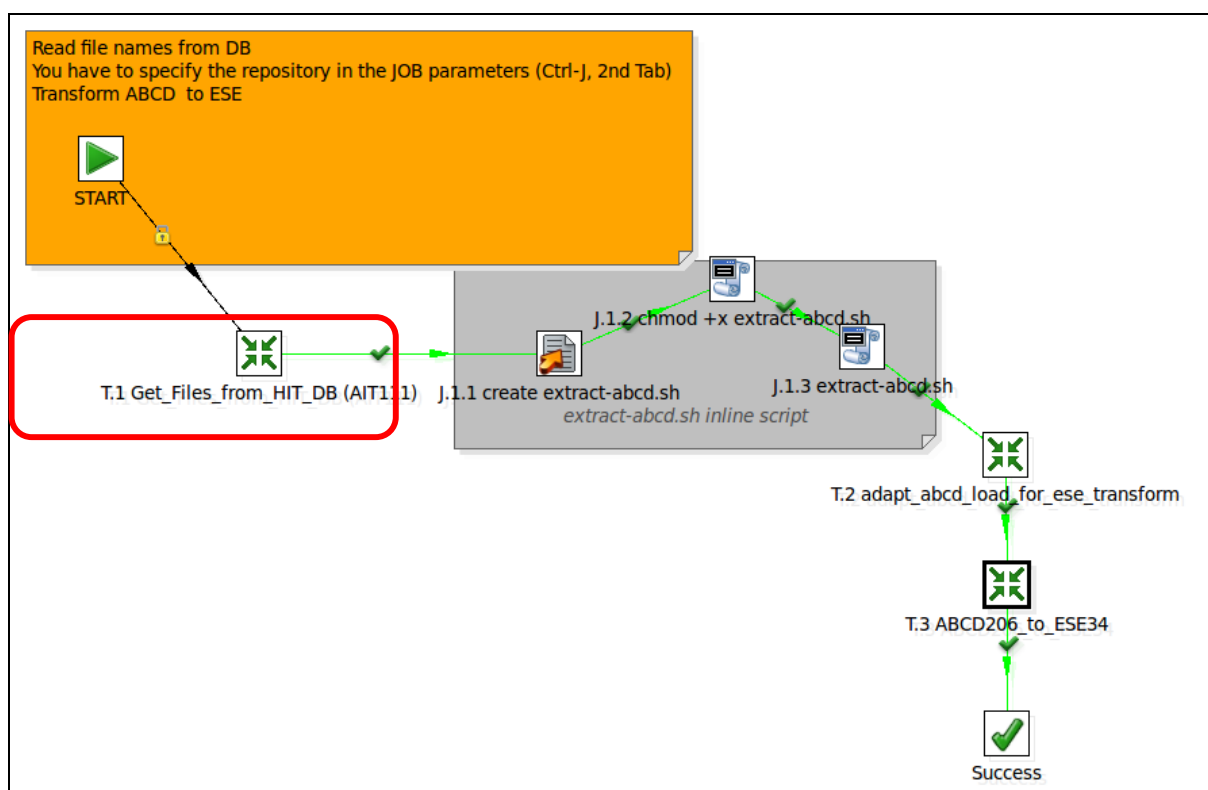 Read file names from DB
You have to specify the repository in the JOB parameters (Ctrl-J, 2nd Tab)
Transform ABCD to ESE
START
J.1.2 chmod +x extract-abcd.sh
T.1 Get_Files_from_HIT_DB (AIT111)
J.1.1 create extract-abcd.sh
J.1.3 extract-abcd.sh
extract-abcd.sh inline script
T.2 adapt_abcd_load_for_ese_transform
T.3 ABCD206_to_ESE34
Success